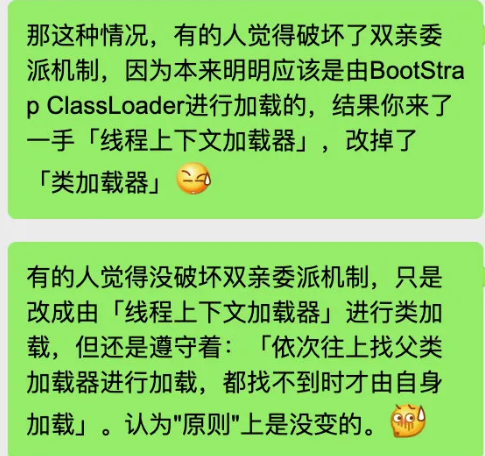 那这种情况，有的人觉得破坏了双亲委
派机制，因为本来明明应该是由BootStra
p ClassLoader进行加载的，结果你来了
一手「线程上下文加载器」，改掉了
「类加载器」
有的人觉得没破坏双亲委派机制，只是
改成由「线程上下文加载器」进行类加
载，但还是遵守着：「依次往上找父类
加载器进行加载，都找不到时才由自身
加载」。认为"原则"上是没变的。